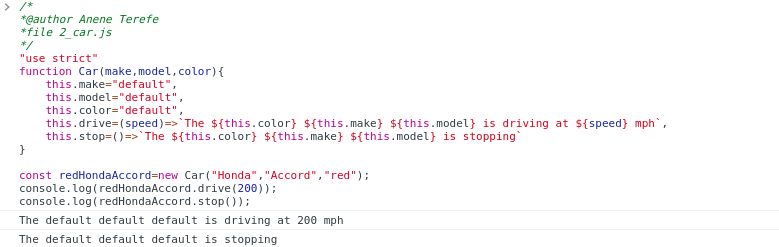 /*
*@author Anene Terefe
*file 2_car.js
*/
"use strict"
function Car(make,model,color){
    this.make="default",
    this.model="default",
    this.color="default",
    this.drive=(speed)=>`The ${this.color} ${this.make} ${this.model} is driving at ${speed} mph`,
    this.stop=()=>`The ${this.color} ${this.make} ${this.model} is stopping`
}

const redHondaAccord=new Car("Honda","Accord","red");
console.log(redHondaAccord.drive(200));
console.log(redHondaAccord.stop());
The default default default is driving at 200 mph
The default default default is stopping